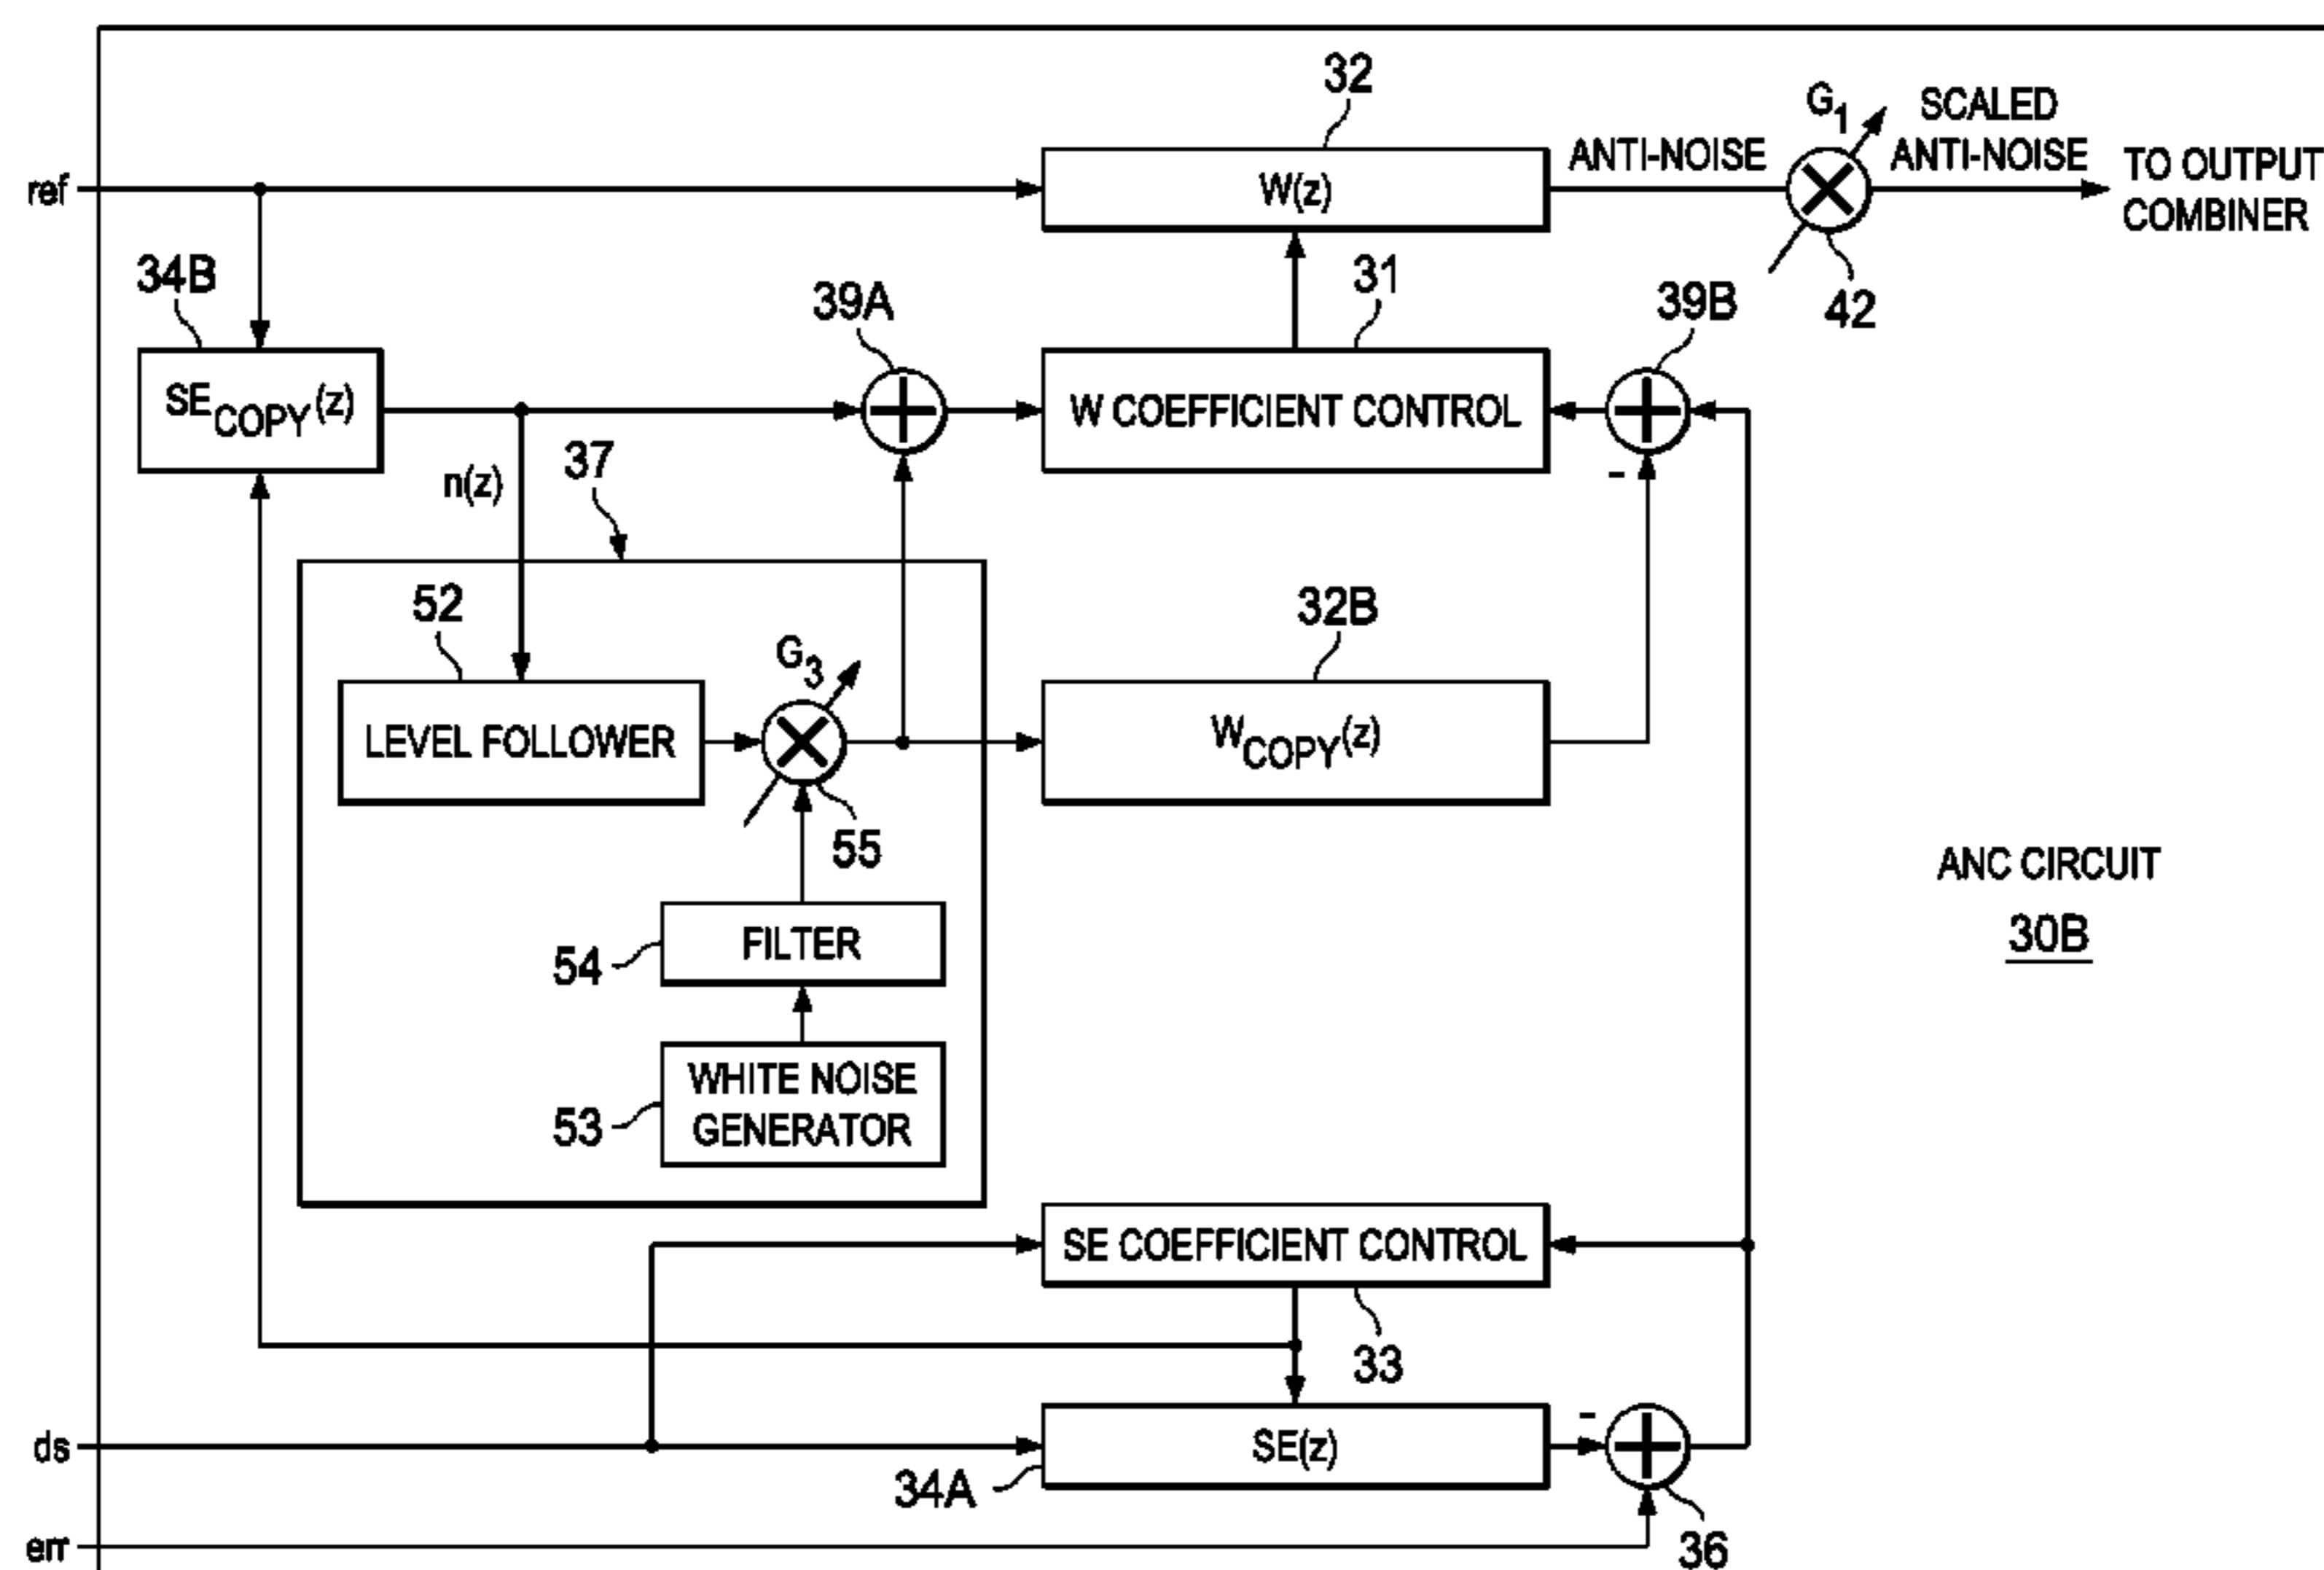 32
G1
SCALED
ANTI-NOISE
ANTI-NOISE
TO OUTPUT
COMBINER
ref
W(z)
34B
39A
31
39B
42
SECOPY(z)
W COEFFICIENT CONTROL
-
n(z)
37
52
G3
32B
LEVEL FOLLOWER
WCOPY(z)
55
ANC CIRCUIT
30B
54
FILTER
53
WHITE NOISE
GENERATOR
SE COEFFICIENT CONTROL
33
ds
SE(z)
-
34A
err
36